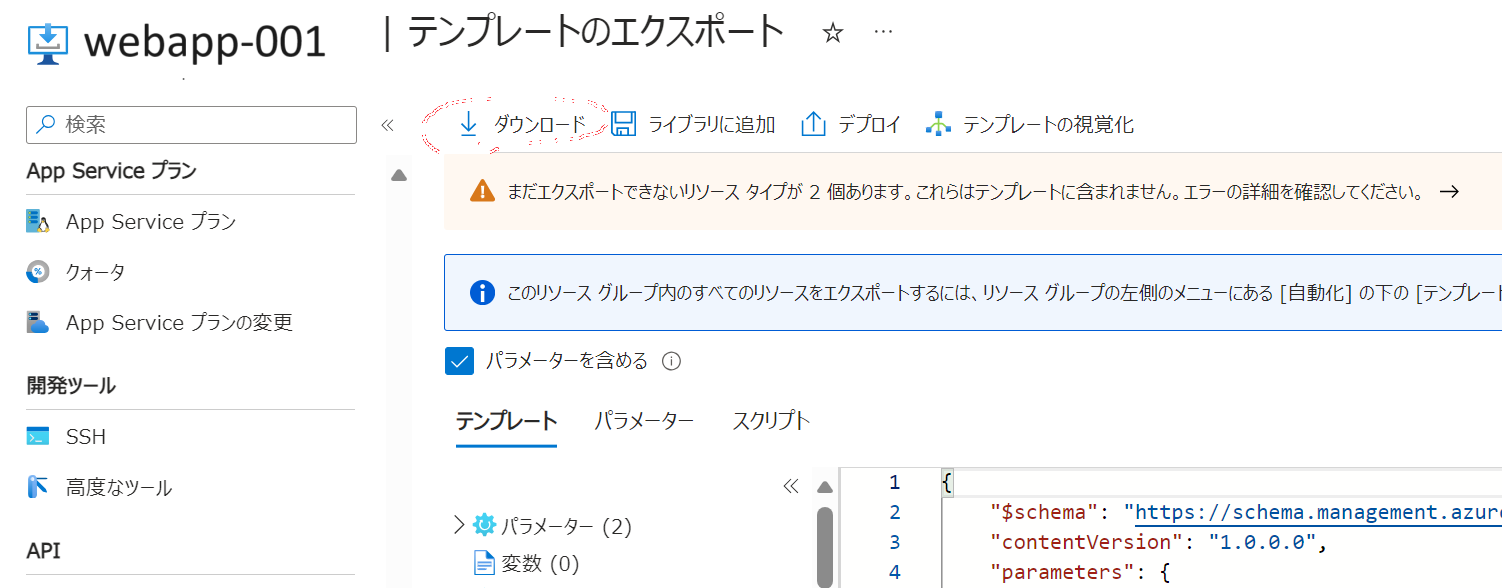 webapp-001 | テンプレートのエクスポート ☆ …
検索 «
ダウンロード ライブラリに追加 デプロイ テンプレートの視覚化
App Service プラン
App Service プラン
クォータ
App Service プランの変更
開発ツール
SSH
高度なツール
API
まだエクスポートできないリソース タイプが 2 個あります。これらはテンプレートに含まれません。エラーの詳細を確認してください。 →
このリソース グループ内のすべてのリソースをエクスポートするには、リソース グループの左側のメニューにある [自動化] の下の [テンプレート
パラメーターを含める
テンプレート パラメーター スクリプト
«
パラメーター (2)
変数 (0)
1 {
2 "$schema": "https://schema.management.azur
3 "contentVersion": "1.0.0.0",
4 "parameters": {